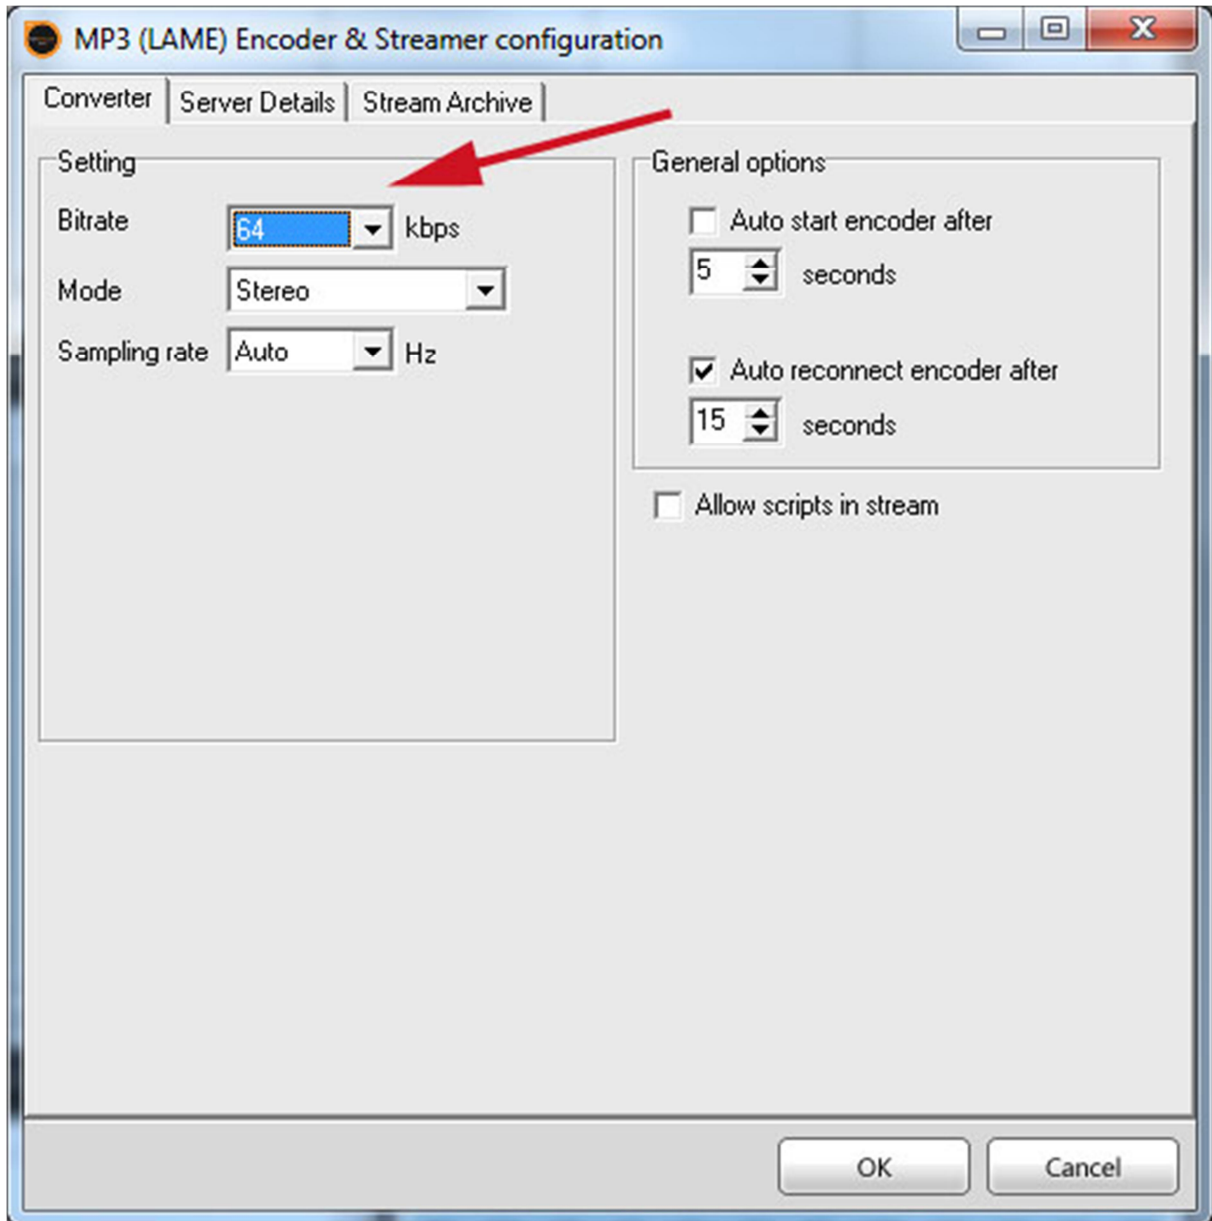 MP3 (LAME) Encoder & Streamer configuration
Converter
Server Details
Stream Archive
Setting
Bitrate
64
kbps
Mode
Stereo
Sampling rate
Auto
Hz
General options
Auto start encoder after
5
seconds
Auto reconnect encoder after
15
seconds
Allow scripts in stream
OK
Cancel